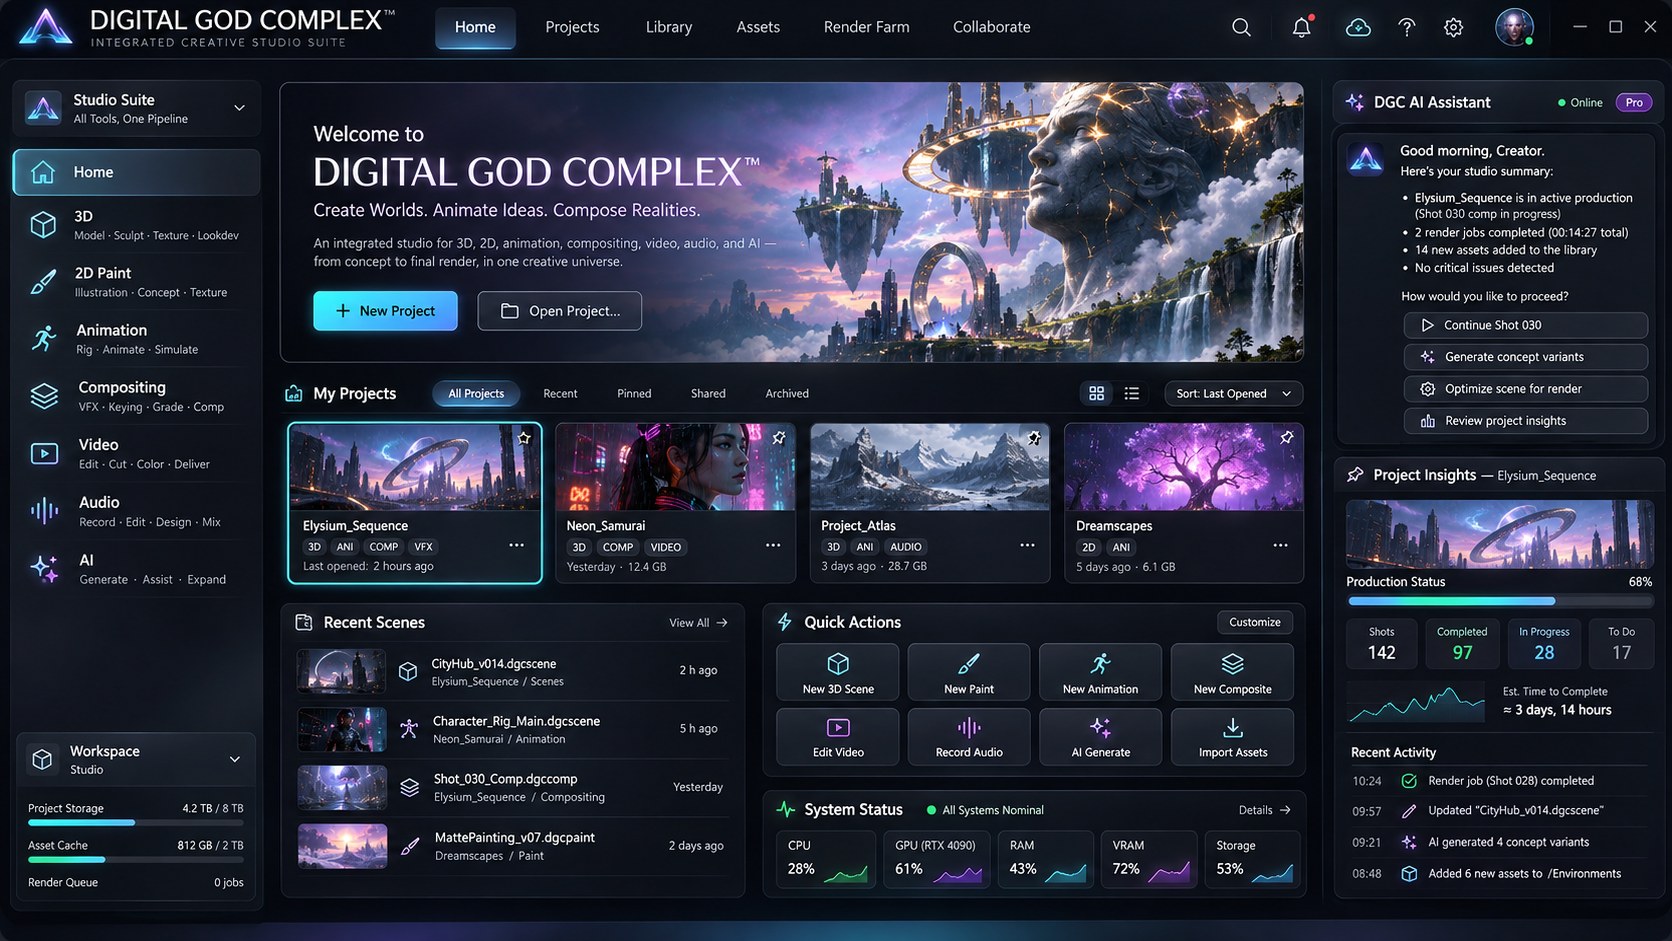 DIGITAL GOD COMPLEX™
INTEGRATED CREATIVE STUDIO SUITE
Home
Projects
Library
Assets
Render Farm
Collaborate
Studio Suite
All Tools, One Pipeline
Home
3D
Model · Sculpt · Texture · Lookdev
2D Paint
Illustration · Concept · Texture
Animation
Rig · Animate · Simulate
Compositing
VFX · Keying · Grade · Comp
Video
Edit · Cut · Color · Deliver
Audio
Record · Edit · Design · Mix
AI
Generate · Assist · Expand
Workspace
Studio
Project Storage 4.2 TB / 8 TB
Asset Cache 812 GB / 2 TB
Render Queue 0 jobs
Welcome to
DIGITAL GOD COMPLEX™
Create Worlds. Animate Ideas. Compose Realities.
An integrated studio for 3D, 2D, animation, compositing, video, audio, and AI —
from concept to final render, in one creative universe.
+ New Project
Open Project...
My Projects
All Projects
Recent
Pinned
Shared
Archived
Sort: Last Opened
Elysium_Sequence
3D ANI COMP VFX
Last opened: 2 hours ago
Neon_Samurai
3D COMP VIDEO
Yesterday · 12.4 GB
Project_Atlas
3D ANI AUDIO
3 days ago · 28.7 GB
Dreamscapes
2D ANI
5 days ago · 6.1 GB
Recent Scenes
View All →
CityHub_v014.dgcscene
Elysium_Sequence / Scenes
2 h ago
Character_Rig_Main.dgcscene
Neon_Samurai / Animation
5 h ago
Shot_030_Comp.dgccomp
Elysium_Sequence / Compositing
Yesterday
MattePainting_v07.dgcpaint
Dreamscapes / Paint
2 days ago
Quick Actions
Customize
New 3D Scene
New Paint
New Animation
New Composite
Edit Video
Record Audio
AI Generate
Import Assets
System Status
All Systems Nominal
Details →
CPU
28%
GPU (RTX 4090)
61%
RAM
43%
VRAM
72%
Storage
53%
DGC AI Assistant
Online
Pro
Good morning, Creator.
Here's your studio summary:
• Elysium_Sequence is in active production
(Shot 030 comp in progress)
• 2 render jobs completed (00:14:27 total)
• 14 new assets added to the library
• No critical issues detected
How would you like to proceed?
Continue Shot 030
Generate concept variants
Optimize scene for render
Review project insights
Project Insights — Elysium_Sequence
Production Status 68%
Shots
142
Completed
97
In Progress
28
To Do
17
Est. Time to Complete
≈ 3 days, 14 hours
Recent Activity
10:24 Render job (Shot 028) completed
09:57 Updated “CityHub_v014.dgcscene”
09:21 AI generated 4 concept variants
08:48 Added 6 new assets to /Environments